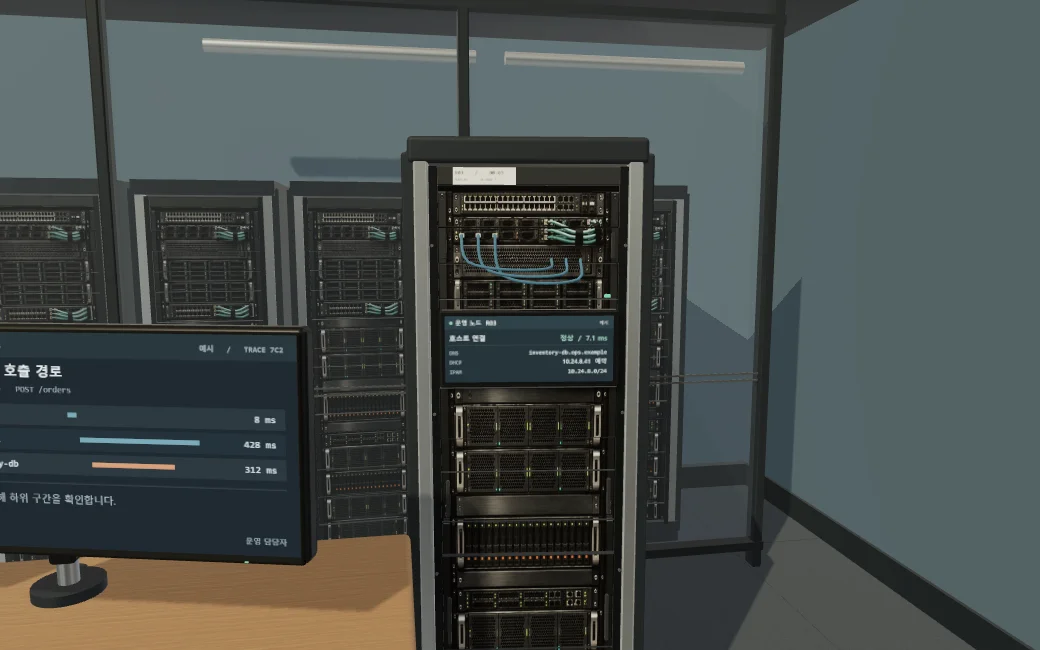 예시 / TRACE 7C2
호출 경로
POST /orders
8 ms
428 ms
y-db 312 ms
하위 구간을 확인합니다.
운영 담당자
운영 노드 R03 예시
호스트 연결 정상 / 7.1 ms
DNS inventory-db.ops.example
DHCP 10.24.8.41 예약
IPAM 10.24.8.0/24